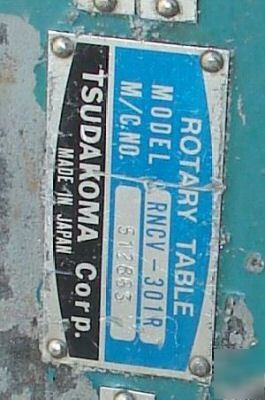 ROTARY TABLE
MODEL RNCV-301R
M/C.NO. 512853
TSUDAKOMA Corp.
MADE IN JAPAN